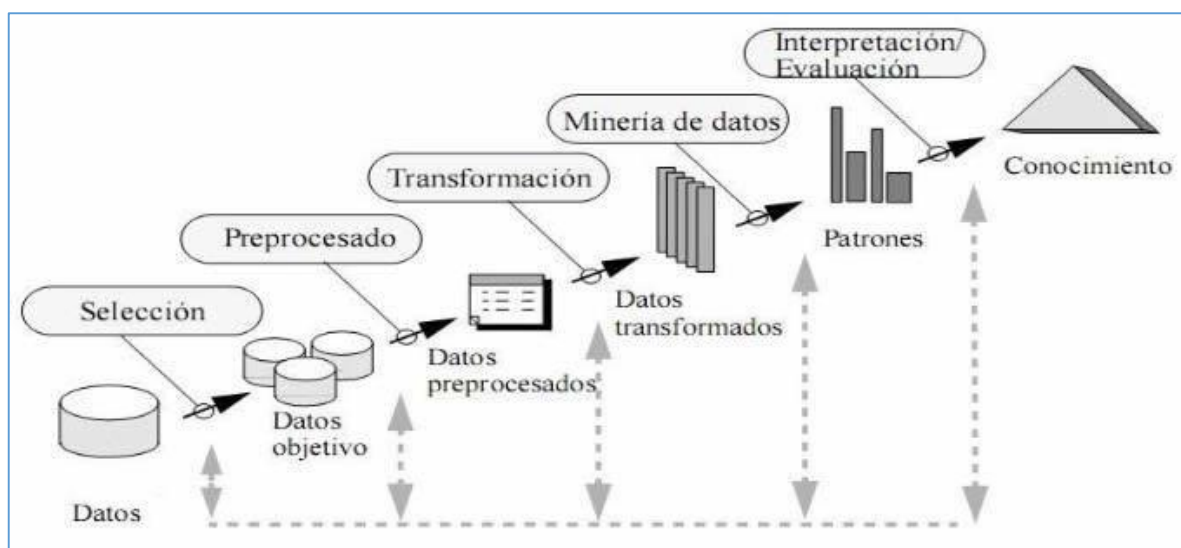 Interpretación/
Evaluación
Minería de datos
Conocimiento
Transformación
Patrones
Preprocesado
Datos
transformados
Selección
Datos
preprocesados
Datos
objetivo
Datos